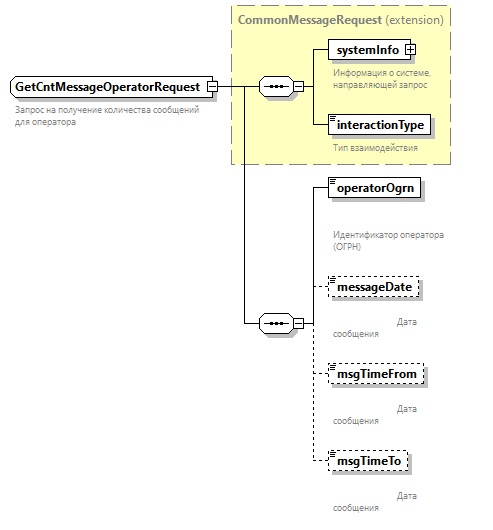 CommonMessageRequest (extension)
systemInfo
Информация о системе,
направляющей запрос
GetCntMessageOperatorRequest
Запрос на получение количества сообщений
для оператора
interactionType
Тип взаимодействия
operatorOgrn
Идентификатор оператора
(ОГРН)
messageDate
Дата
сообщения
msgTimeFrom
Дата
сообщения
msgTimeTo
Дата
сообщения